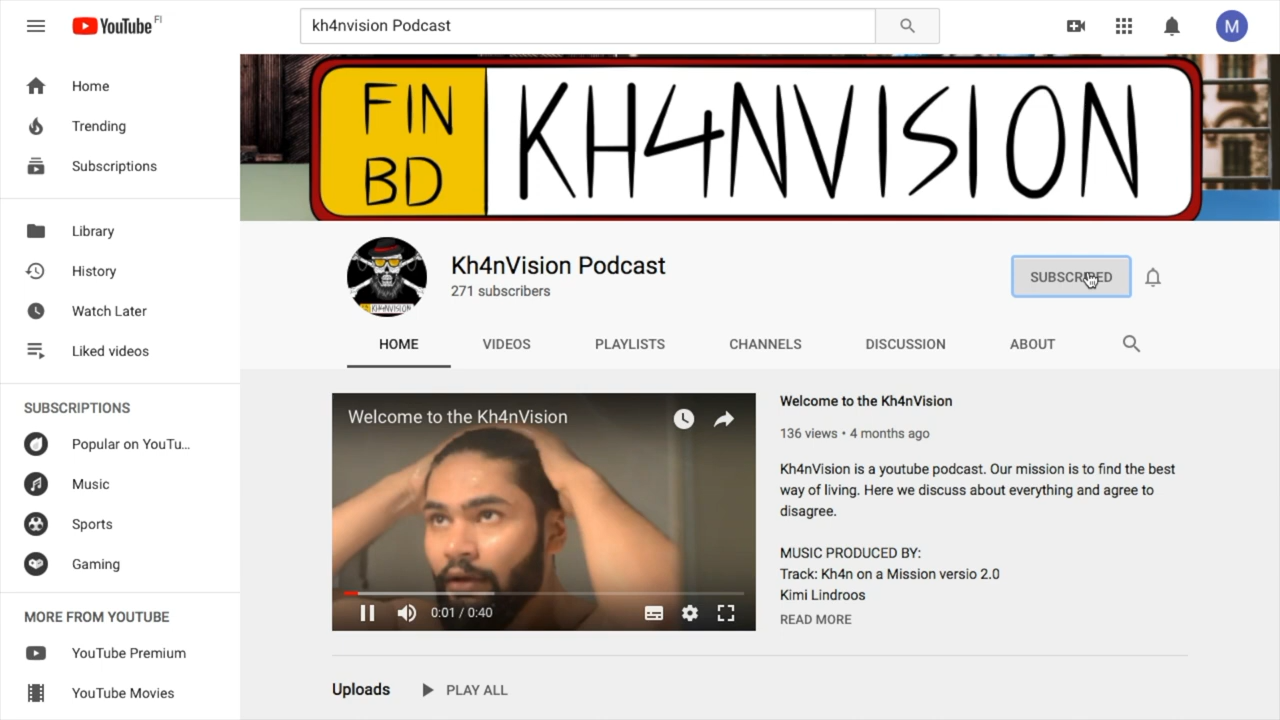 YouTube FI
kh4nvision Podcast
M
Home
Trending
Subscriptions
Library
History
Watch Later
Liked videos
SUBSCRIPTIONS
Popular on YouTu...
Music
Sports
Gaming
MORE FROM YOUTUBE
YouTube Premium
YouTube Movies
FIN
BD
KH4NVISION
KH4NVISION
Kh4nVision Podcast
271 subscribers
SUBSCRIBED
HOME
VIDEOS
PLAYLISTS
CHANNELS
DISCUSSION
ABOUT
Welcome to the Kh4nVision
0:01 / 0:40
Welcome to the Kh4nVision
136 views • 4 months ago
Kh4nVision is a youtube podcast. Our mission is to find the best
way of living. Here we discuss about everything and agree to
disagree.
MUSIC PRODUCED BY:
Track: Kh4n on a Mission versio 2.0
Kimi Lindroos
READ MORE
Uploads
PLAY ALL